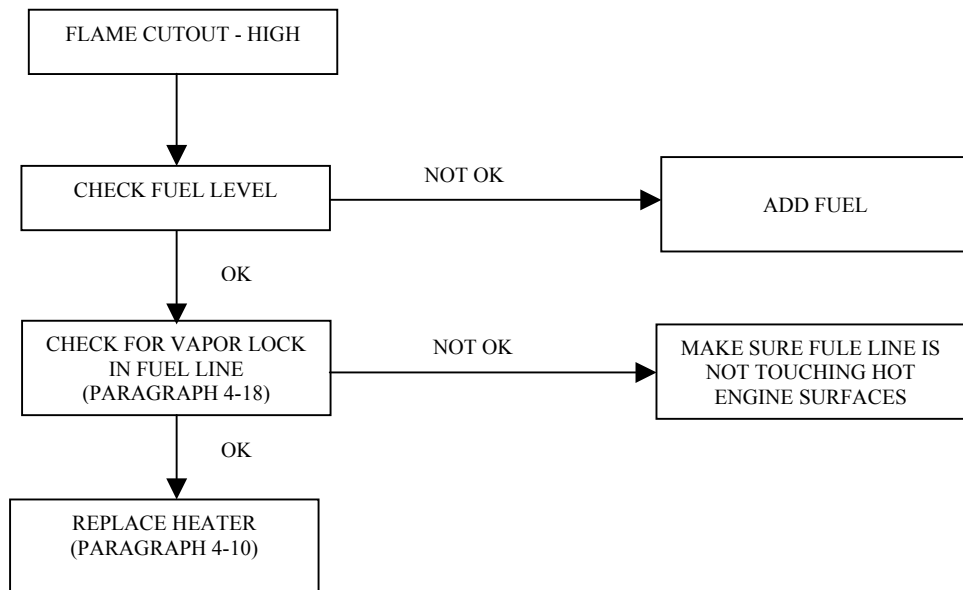 FLAME CUTOUT - HIGH
CHECK FUEL LEVEL
NOT OK
ADD FUEL
OK
CHECK FOR VAPOR LOCK
IN FUEL LINE
(PARAGRAPH 4-18)
NOT OK
MAKE SURE FULE LINE IS
NOT TOUCHING HOT
ENGINE SURFACES
OK
REPLACE HEATER
(PARAGRAPH 4-10)